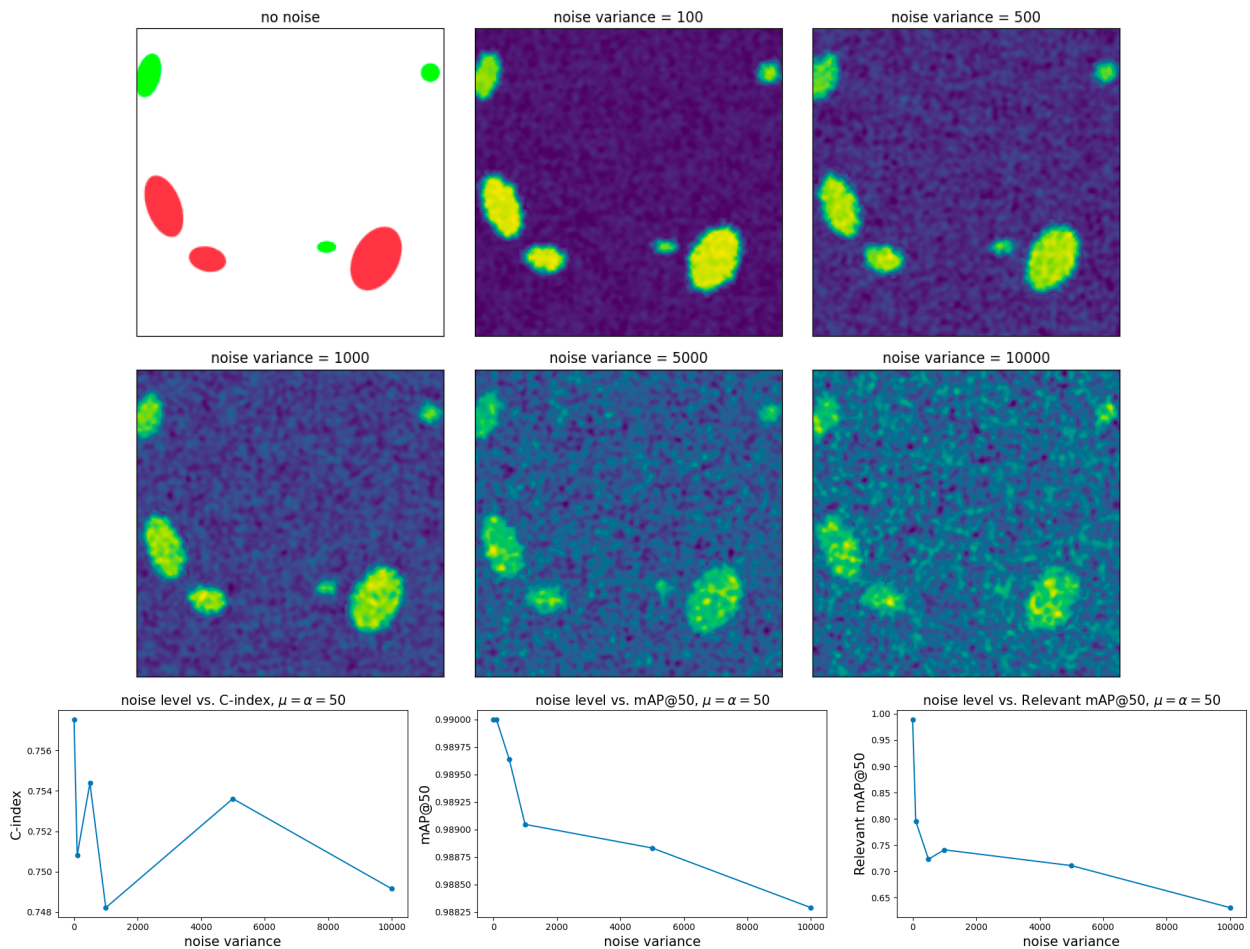 no noise
noise variance = 100
noise variance = 500
noise variance = 1000
noise variance = 5000
noise variance = 10000
noise level vs. C-index, μ = α = 50
C-index
0.756
0.754
0.752
0.750
0.748
0
2000
4000
6000
8000
10000
noise variance
noise level vs. mAP@50, μ = α = 50
mAP@50
0.99000
0.98975
0.98950
0.98925
0.98900
0.98875
0.98850
0.98825
0
2000
4000
6000
8000
10000
noise variance
noise level vs. Relevant mAP@50, μ = α = 50
Relevant mAP@50
1.00
0.95
0.90
0.85
0.80
0.75
0.70
0.65
0
2000
4000
6000
8000
10000
noise variance